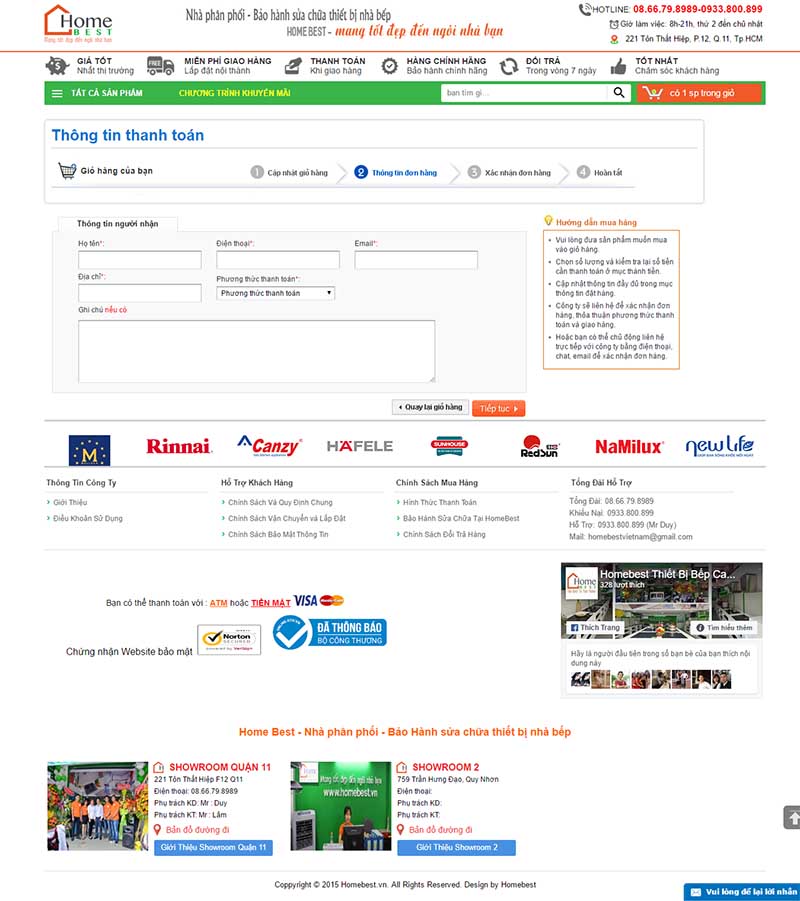 Home
BEST
Mang tốt đẹp đến ngôi nhà bạn
Nhà phân phối - Bảo hành sửa chữa thiết bị nhà bếp
HOME BEST - mang tốt đẹp đến ngôi nhà bạn
HOTLINE: 08.66.79.8989-0933.800.899
Giờ làm việc: 8h-21h, thứ 2 đến chủ nhật
221 Tôn Thất Hiệp, P.12, Q.11, Tp HCM
GIÁ TỐT
Nhất thị trường
FREE
MIỄN PHÍ GIAO HÀNG
Lắp đặt nội thành
THANH TOÁN
Khi giao hàng
HÀNG CHÍNH HÃNG
Bảo hành chính hãng
ĐỔI TRẢ
Trong vòng 7 ngày
TỐT NHẤT
Chăm sóc khách hàng
TẤT CẢ SẢN PHẨM
CHƯƠNG TRÌNH KHUYẾN MÃI
bạn tìm gì...
có 1 sp trong giỏ
Thông tin thanh toán
Giỏ hàng của bạn
1 Cập nhật giỏ hàng
2 Thông tin đơn hàng
3 Xác nhận đơn hàng
4 Hoàn tất
Thông tin người nhận
Họ tên*:
Điện thoại*:
Email*:
Địa chỉ*:
Phương thức thanh toán*:
Phương thức thanh toán
Ghi chú nếu có
Hướng dẫn mua hàng
Vui lòng đưa sản phẩm muốn mua
vào giỏ hàng.
Chọn số lượng và kiểm tra lại số tiền
cần thanh toán ở mục thành tiền.
Cập nhật thông tin đầy đủ trong mục
thông tin đặt hàng.
Công ty sẽ liên hệ để xác nhận đơn
hàng, thỏa thuận phương thức thanh
toán và giao hàng.
Hoặc bạn có thể chủ động liên hệ
trực tiếp với công ty bằng điện thoại,
chat, email để xác nhận đơn hàng.
Quay lại giỏ hàng
Tiếp tục
M
Rinnai
Canzy
HÄFELE
SUNHOUSE
RedSun
NaMilux
new life
Thông Tin Công Ty
Giới Thiệu
Điều Khoản Sử Dụng
Hỗ Trợ Khách Hàng
Chính Sách Và Quy Định Chung
Chính Sách Vận Chuyển và Lắp Đặt
Chính Sách Bảo Mật Thông Tin
Chính Sách Mua Hàng
Hình Thức Thanh Toán
Bảo Hành Sửa Chữa Tại HomeBest
Chính Sách Đổi Trả Hàng
Tổng Đài Hỗ Trợ
Tổng Đài: 08.66.79.8989
Khiếu Nại: 0933.800.899
Hỗ Trợ: 0933.800.899 (Mr Duy)
Mail: homebestvietnam@gmail.com
Bạn có thể thanh toán với : ATM hoặc TIỀN MẶT VISA MasterCard
Chứng nhận Website bảo mật
Norton
SECURED
powered by VeriSign
ONLINE.GOV.VN
ĐÃ THÔNG BÁO
BỘ CÔNG THƯƠNG
Home
BEST
Homebest Thiết Bị Bếp Ca...
328 lượt thích
Thích Trang
Tìm hiểu thêm
Hãy là người đầu tiên trong số bạn bè của bạn thích nội
dung này
Home Best - Nhà phân phối - Bảo Hành sửa chữa thiết bị nhà bếp
SHOWROOM QUẬN 11
221 Tôn Thất Hiệp F12 Q11
Điện thoại: 08.66.79.8989
Phụ trách KD: Mr : Duy
Phụ trách KT: Mr : Lắm
Bản đồ đường đi
Giới Thiệu Showroom Quận 11
Home
Mang tốt đẹp đến ngôi nhà bạn
www.homebest.vn
SHOWROOM 2
759 Trần Hưng Đạo, Quy Nhơn
Điện thoại:
Phụ trách KD:
Phụ trách KT:
Bản đồ đường đi
Giới Thiệu Showroom 2
Coppyright © 2015 Homebest.vn. All Rights Reserved. Design by Homebest
Vui lòng để lại lời nhắn